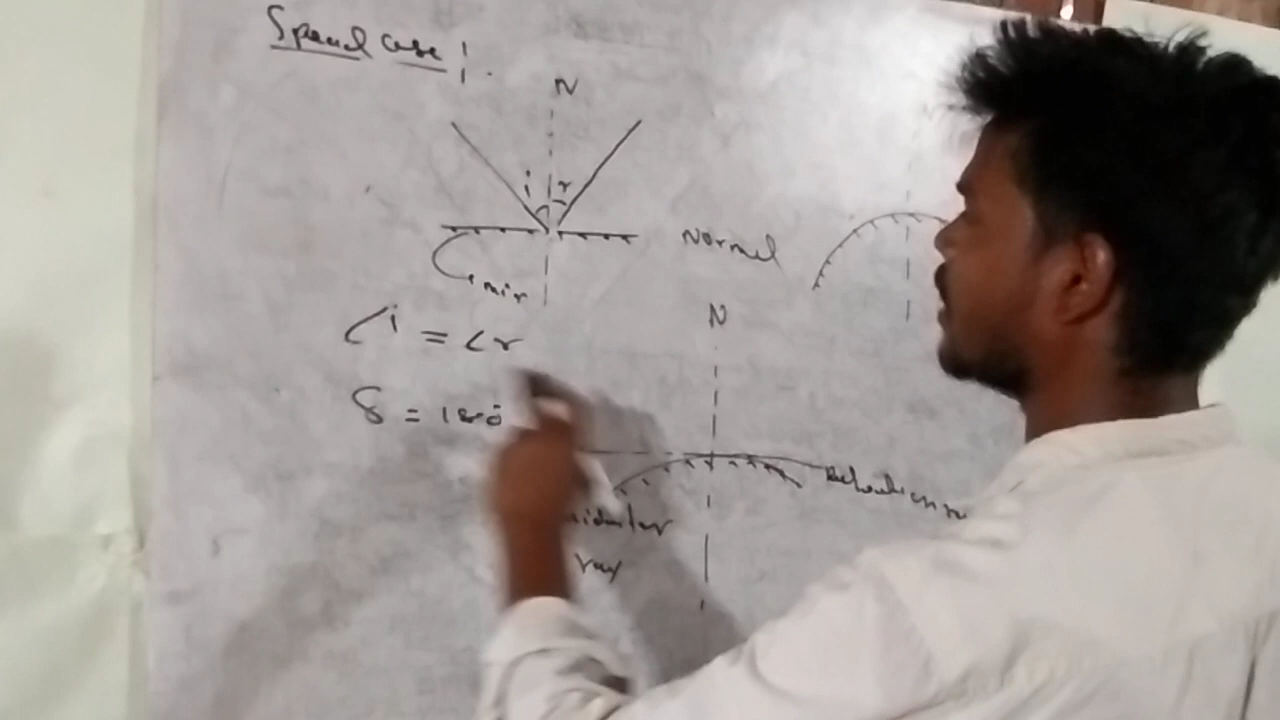 Special case :
N
i r
Normal
mir
∠i = ∠r
N
δ = 180
ray